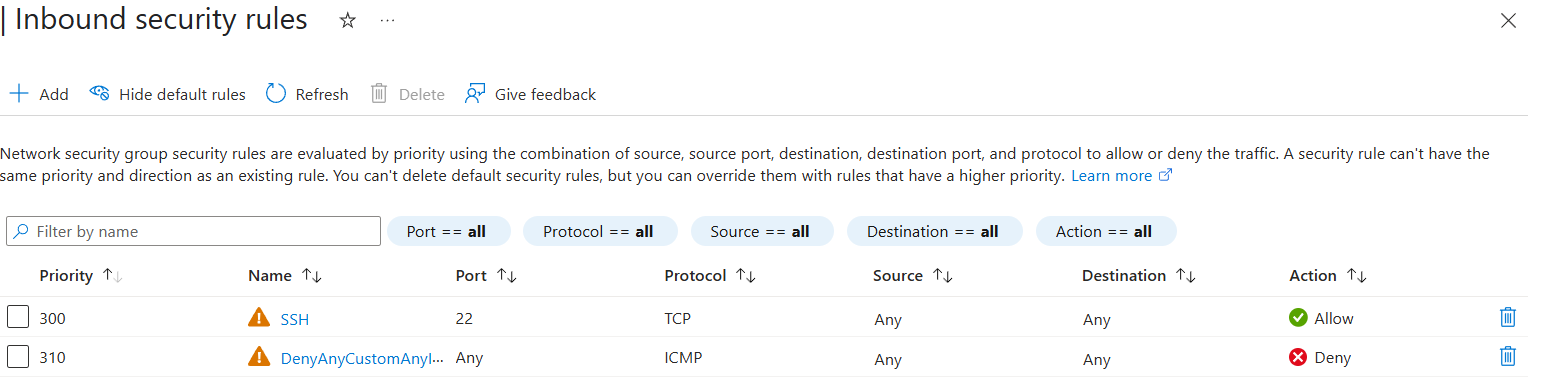 | Inbound security rules
Add Hide default rules Refresh Delete Give feedback
Network security group security rules are evaluated by priority using the combination of source, source port, destination, destination port, and protocol to allow or deny the traffic. A security rule can't have the
same priority and direction as an existing rule. You can't delete default security rules, but you can override them with rules that have a higher priority. Learn more
Filter by name Port == all Protocol == all Source == all Destination == all Action == all
Priority Name Port Protocol Source Destination Action
300 SSH 22 TCP Any Any Allow
310 DenyAnyCustomAnyI... Any ICMP Any Any Deny